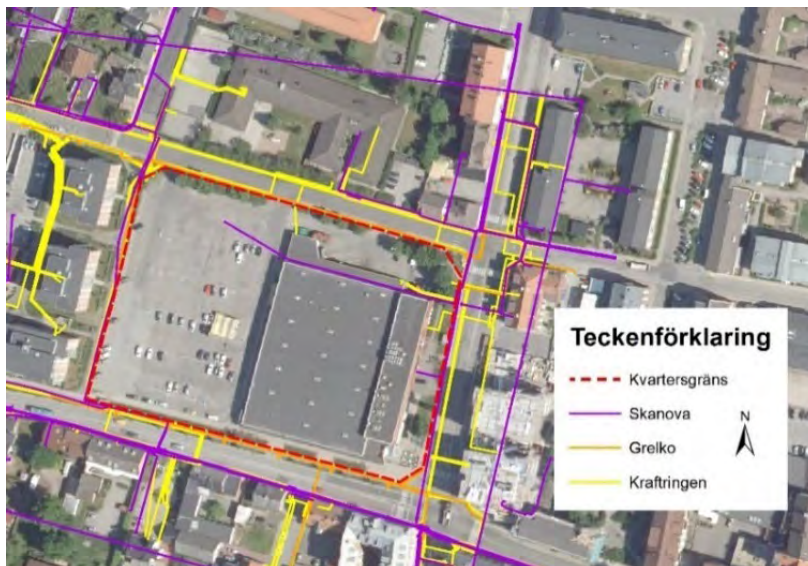 Teckenförklaring
Kvartersgräns
Skanova
N
Grelko
Kraftringen